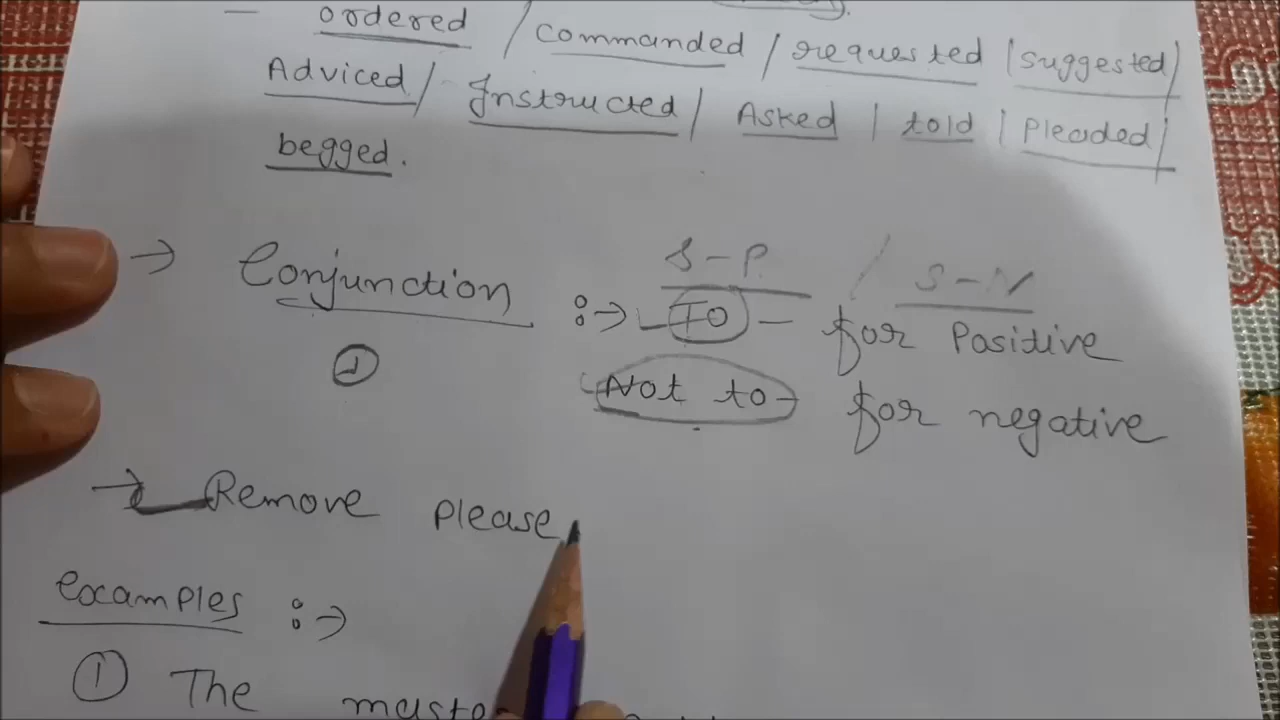 – ordered / commanded / requested / suggested /
Adviced / Instructed / Asked / told / Pleaded /
begged.
S-P. / S-N
→ Conjunction :→ TO – for Positive
① Not to – for negative
→ Remove please
examples :→
① The